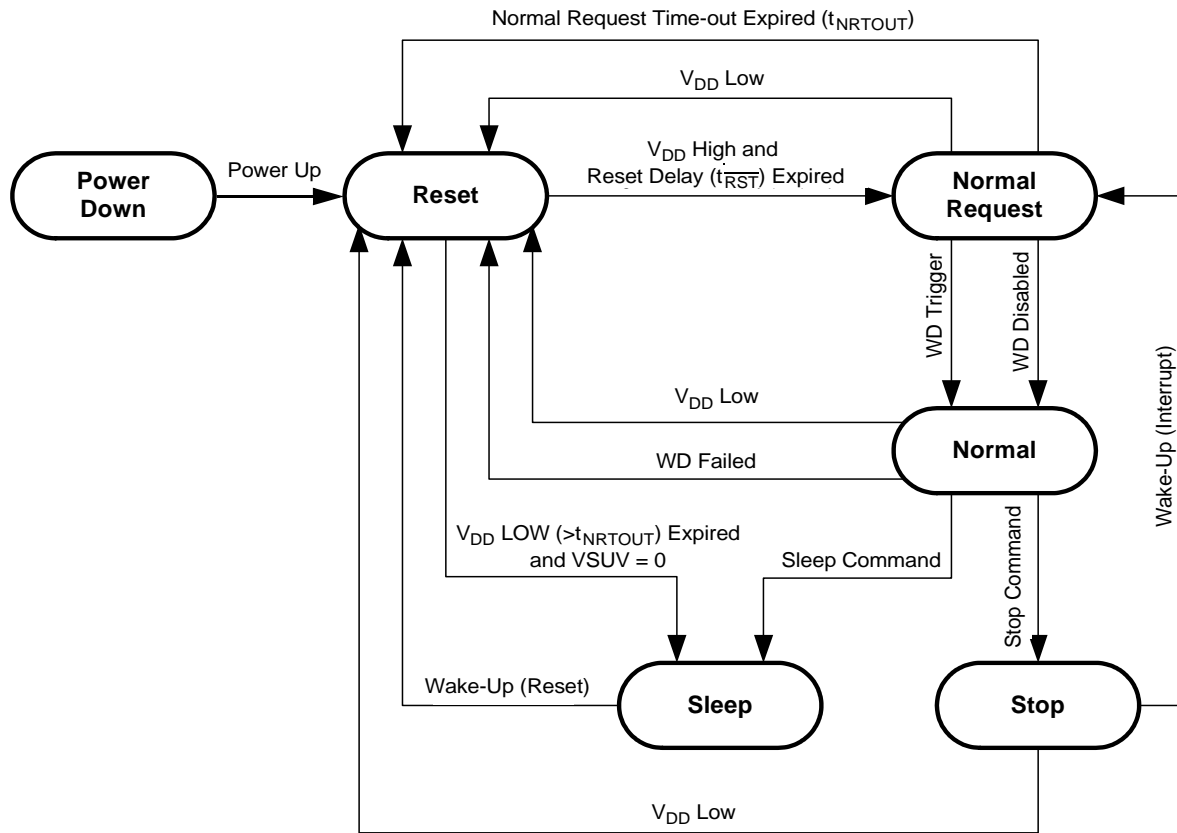 Normal Request Time-out Expired (tNRTOUT)
VDD Low
Power
Down
Power Up
Reset
VDD High and
Reset Delay (tRST) Expired
Normal
Request
WD Trigger
WD Disabled
Wake-Up (Interrupt)
VDD Low
Normal
WD Failed
VDD LOW (>tNRTOUT) Expired
and VSUV = 0
Sleep Command
Stop Command
Wake-Up (Reset)
Sleep
Stop
VDD Low